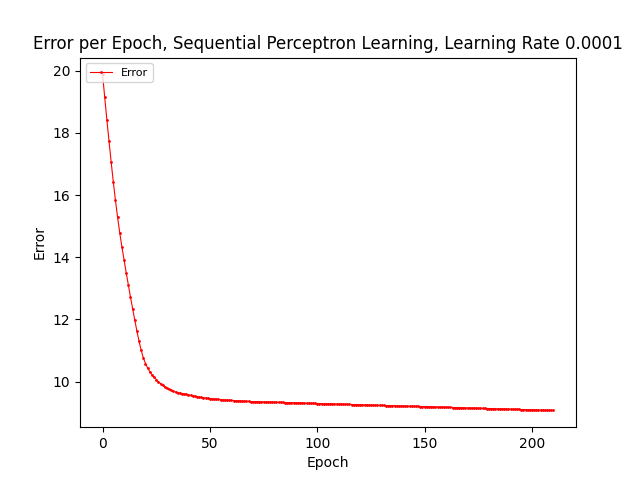 Error per Epoch, Sequential Perceptron Learning, Learning Rate 0.0001
Error
20
18
16
14
12
10
Error
0 50 100 150 200
Epoch